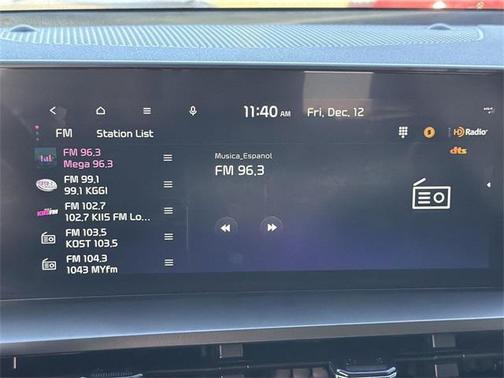 11:40 AM
Fri, Dec. 12
FM
Station List
HD Radio
dts
FM 96.3
Mega 96.3
FM 99.1
99.1 KGGI
FM 102.7
102.7 KIIS FM Lo...
FM 103.5
KOST 103.5
FM 104.3
1043 MYfm
Musica_Espanol
FM 96.3